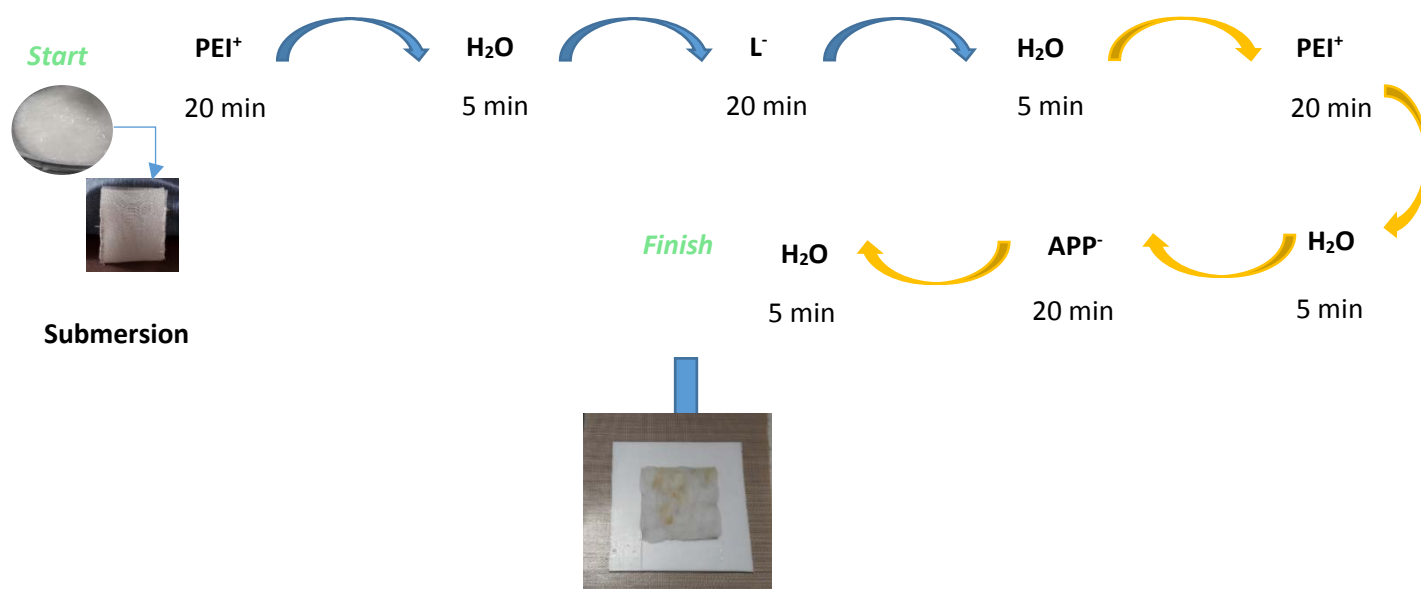 Start
PEI⁺
H₂O
L⁻
H₂O
PEI⁺
20 min
5 min
20 min
5 min
20 min
Finish
H₂O
APP⁻
H₂O
5 min
20 min
5 min
Submersion